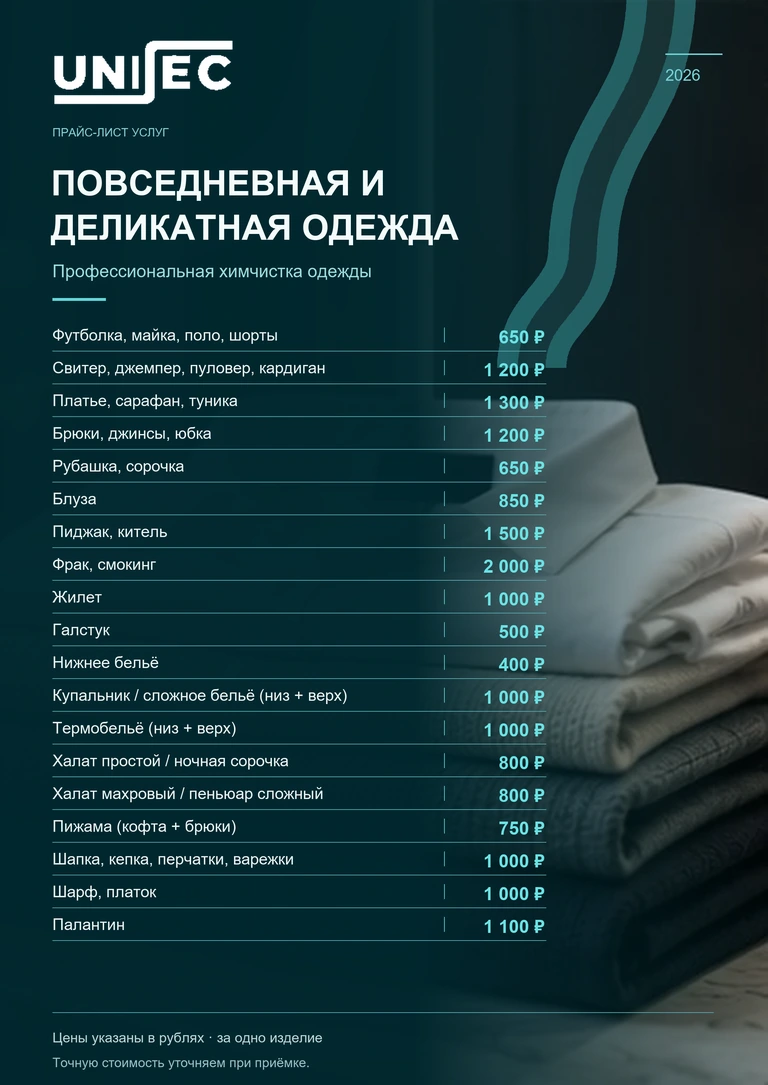 UNISEC
2026
ПРАЙС-ЛИСТ УСЛУГ
ПОВСЕДНЕВНАЯ И
ДЕЛИКАТНАЯ ОДЕЖДА
Профессиональная химчистка одежды
Футболка, майка, поло, шорты | 650 ₽
Свитер, джемпер, пуловер, кардиган | 1 200 ₽
Платье, сарафан, туника | 1 300 ₽
Брюки, джинсы, юбка | 1 200 ₽
Рубашка, сорочка | 650 ₽
Блуза | 850 ₽
Пиджак, китель | 1 500 ₽
Фрак, смокинг | 2 000 ₽
Жилет | 1 000 ₽
Галстук | 500 ₽
Нижнее бельё | 400 ₽
Купальник / сложное бельё (низ + верх) | 1 000 ₽
Термобельё (низ + верх) | 1 000 ₽
Халат простой / ночная сорочка | 800 ₽
Халат махровый / пеньюар сложный | 800 ₽
Пижама (кофта + брюки) | 750 ₽
Шапка, кепка, перчатки, варежки | 1 000 ₽
Шарф, платок | 1 000 ₽
Палантин | 1 100 ₽
Цены указаны в рублях · за одно изделие
Точную стоимость уточняем при приёмке.